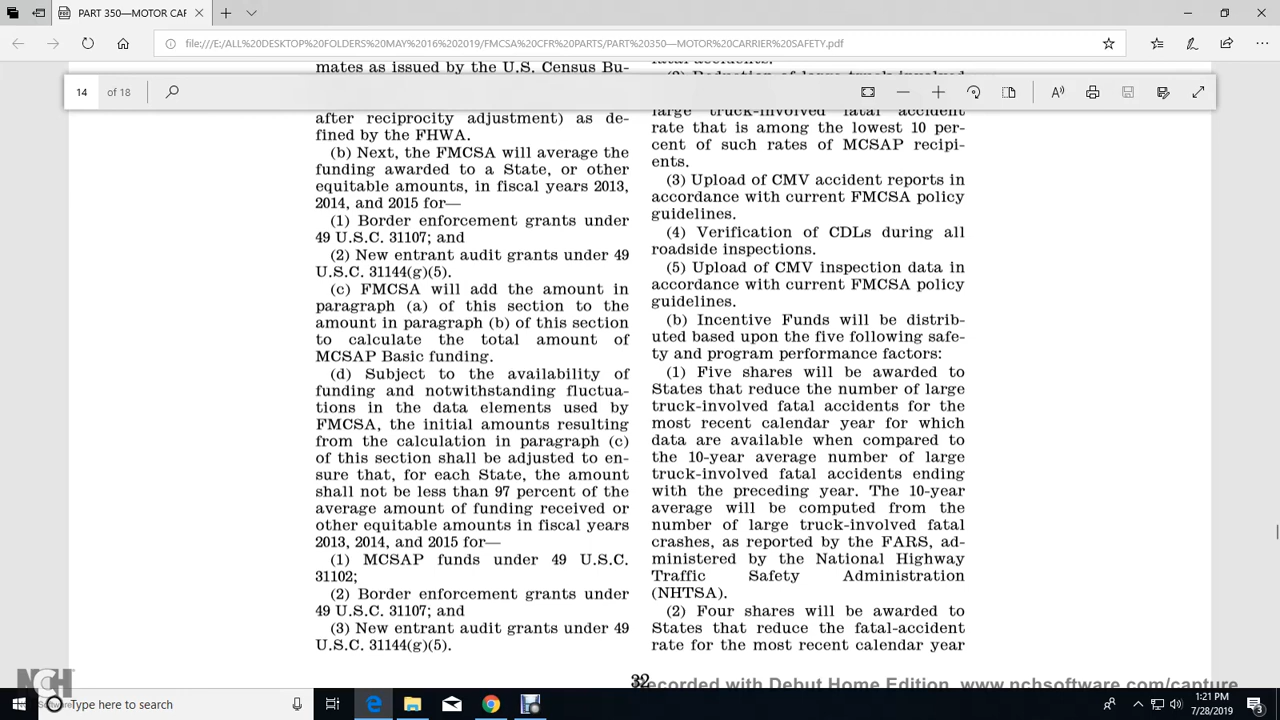 PART 350—MOTOR CAR
file:///E:/ALL%20DESKTOP%20FOLDERS%20MAY%2016%202019/FMCSA%20CFR%20PARTS/PART%20350—MOTOR%20CARRIER%20SAFETY.pdf
14 of 18
mates as issued by the U.S. Census Bu-
after reciprocity adjustment) as de-
fined by the FHWA.
(b) Next, the FMCSA will average the
funding awarded to a State, or other
equitable amounts, in fiscal years 2013,
2014, and 2015 for—
(1) Border enforcement grants under
49 U.S.C. 31107; and
(2) New entrant audit grants under 49
U.S.C. 31144(g)(5).
(c) FMCSA will add the amount in
paragraph (a) of this section to the
amount in paragraph (b) of this section
to calculate the total amount of
MCSAP Basic funding.
(d) Subject to the availability of
funding and notwithstanding fluctua-
tions in the data elements used by
FMCSA, the initial amounts resulting
from the calculation in paragraph (c)
of this section shall be adjusted to en-
sure that, for each State, the amount
shall not be less than 97 percent of the
average amount of funding received or
other equitable amounts in fiscal years
2013, 2014, and 2015 for—
(1) MCSAP funds under 49 U.S.C.
31102;
(2) Border enforcement grants under
49 U.S.C. 31107; and
(3) New entrant audit grants under 49
U.S.C. 31144(g)(5).
fatal accidents.
(2) Reduction of large truck-involved
large truck-involved fatal accident
rate that is among the lowest 10 per-
cent of such rates of MCSAP recipi-
ents.
(3) Upload of CMV accident reports in
accordance with current FMCSA policy
guidelines.
(4) Verification of CDLs during all
roadside inspections.
(5) Upload of CMV inspection data in
accordance with current FMCSA policy
guidelines.
(b) Incentive Funds will be distrib-
uted based upon the five following safe-
ty and program performance factors:
(1) Five shares will be awarded to
States that reduce the number of large
truck-involved fatal accidents for the
most recent calendar year for which
data are available when compared to
the 10-year average number of large
truck-involved fatal accidents ending
with the preceding year. The 10-year
average will be computed from the
number of large truck-involved fatal
crashes, as reported by the FARS, ad-
ministered by the National Highway
Traffic Safety Administration
(NHTSA).
(2) Four shares will be awarded to
States that reduce the fatal-accident
rate for the most recent calendar year
32
NCH
Recorded with Debut Home Edition. www.nchsoftware.com/capture
Type here to search
1:21 PM
7/28/2019
3